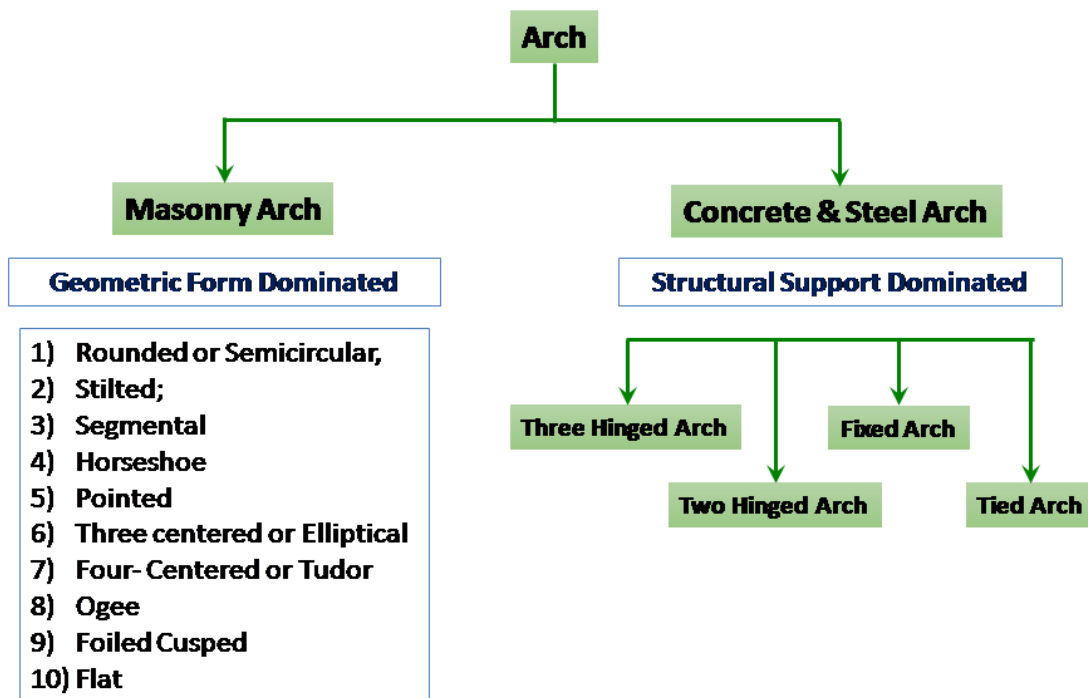 Arch
Masonry Arch
Geometric Form Dominated
1) Rounded or Semicircular,
2) Stilted;
3) Segmental
4) Horseshoe
5) Pointed
6) Three centered or Elliptical
7) Four- Centered or Tudor
8) Ogee
9) Foiled Cusped
10) Flat
Concrete & Steel Arch
Structural Support Dominated
Three Hinged Arch
Fixed Arch
Two Hinged Arch
Tied Arch